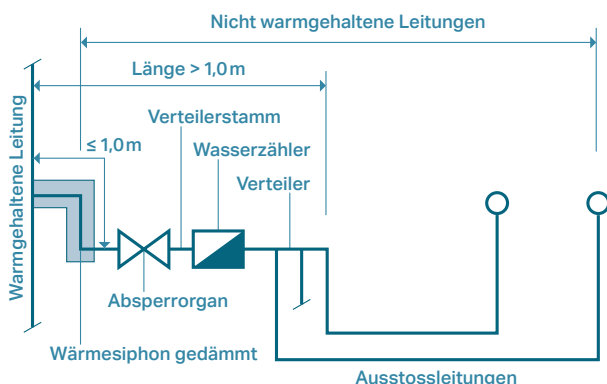 Nicht warmgehaltene Leitungen
Länge > 1,0 m
Verteilerstamm
≤ 1,0 m
Wasserzähler
Verteiler
Warmgehaltene Leitung
Absperrorgan
Wärmesiphon gedämmt
Ausstossleitungen